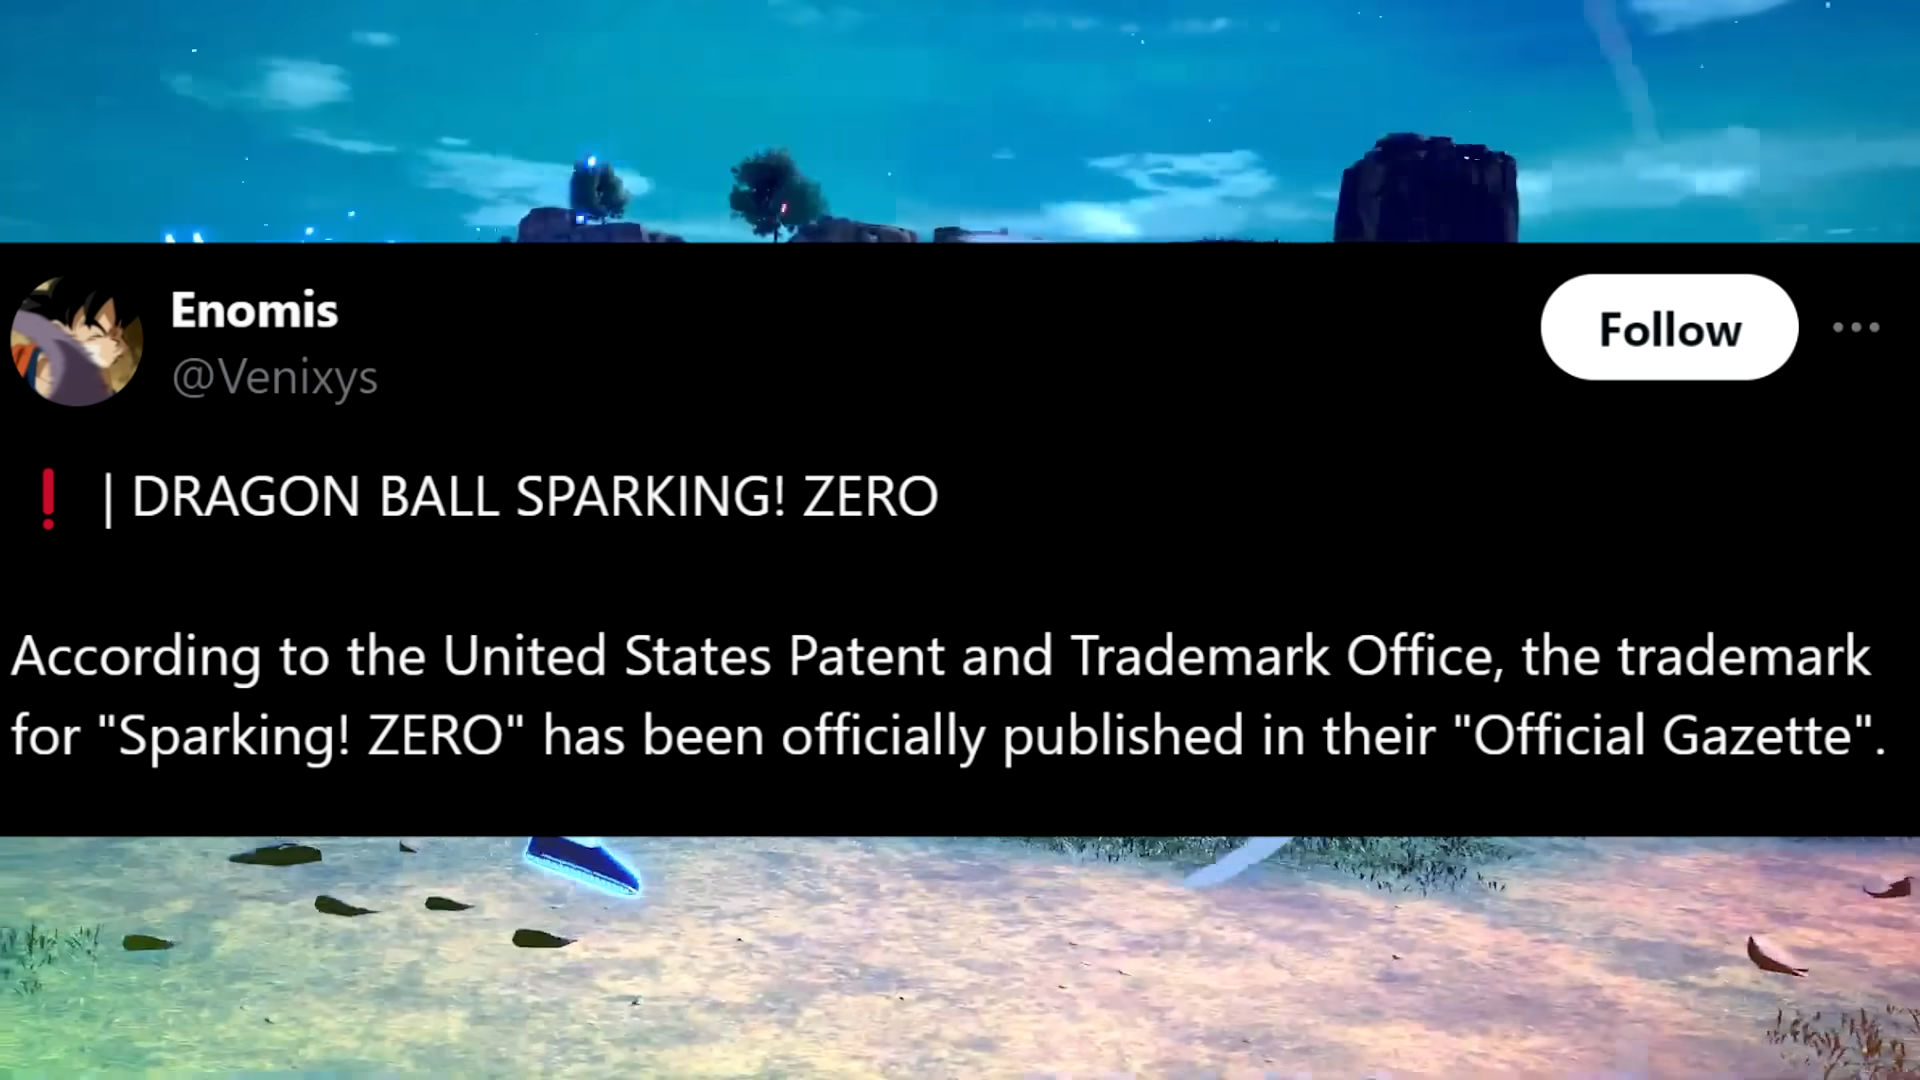 Enomis
@Venixys
Follow
❗ | DRAGON BALL SPARKING! ZERO
According to the United States Patent and Trademark Office, the trademark
for "Sparking! ZERO" has been officially published in their "Official Gazette".